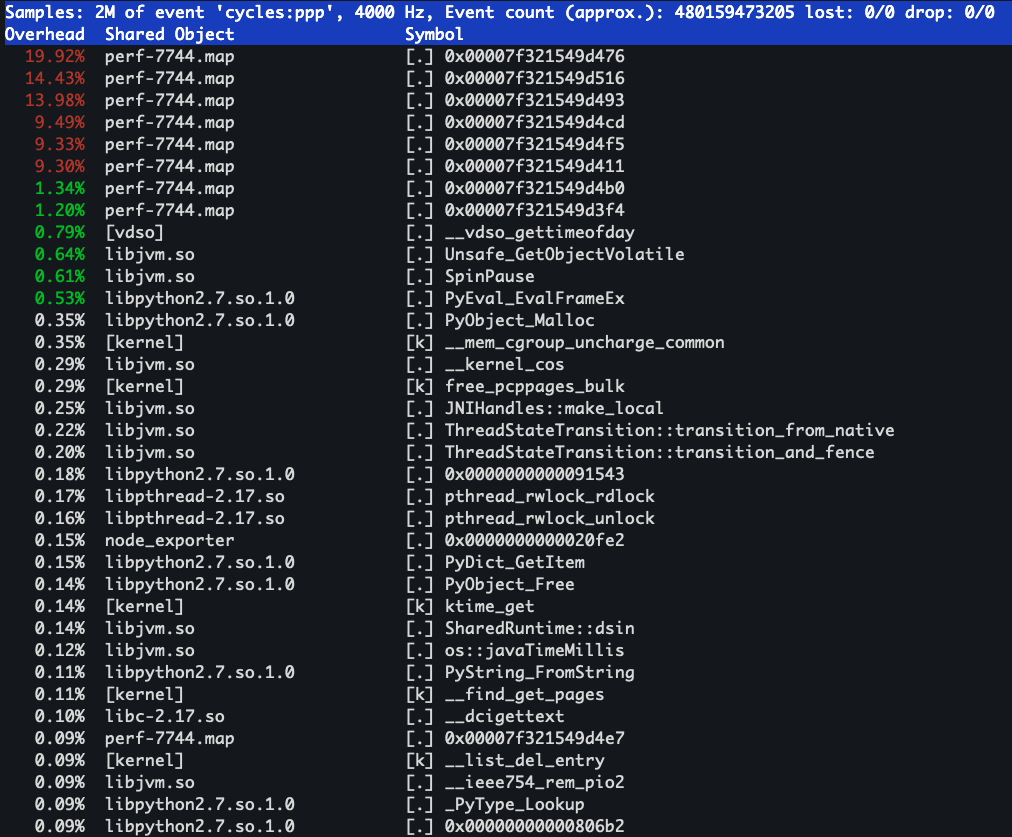 Samples: 2M of event 'cycles:ppp', 4000 Hz, Event count (approx.): 480159473205 lost: 0/0 drop: 0/0
Overhead  Shared Object                 Symbol
  19.92%  perf-7744.map                 [.] 0x00007f321549d476
  14.43%  perf-7744.map                 [.] 0x00007f321549d516
  13.98%  perf-7744.map                 [.] 0x00007f321549d493
   9.49%  perf-7744.map                 [.] 0x00007f321549d4cd
   9.33%  perf-7744.map                 [.] 0x00007f321549d4f5
   9.30%  perf-7744.map                 [.] 0x00007f321549d411
   1.34%  perf-7744.map                 [.] 0x00007f321549d4b0
   1.20%  perf-7744.map                 [.] 0x00007f321549d3f4
   0.79%  [vdso]                        [.] __vdso_gettimeofday
   0.64%  libjvm.so                     [.] Unsafe_GetObjectVolatile
   0.61%  libjvm.so                     [.] SpinPause
   0.53%  libpython2.7.so.1.0           [.] PyEval_EvalFrameEx
   0.35%  libpython2.7.so.1.0           [.] PyObject_Malloc
   0.35%  [kernel]                      [k] __mem_cgroup_uncharge_common
   0.29%  libjvm.so                     [.] __kernel_cos
   0.29%  [kernel]                      [k] free_pcppages_bulk
   0.25%  libjvm.so                     [.] JNIHandles::make_local
   0.22%  libjvm.so                     [.] ThreadStateTransition::transition_from_native
   0.20%  libjvm.so                     [.] ThreadStateTransition::transition_and_fence
   0.18%  libpython2.7.so.1.0           [.] 0x0000000000091543
   0.17%  libpthread-2.17.so            [.] pthread_rwlock_rdlock
   0.16%  libpthread-2.17.so            [.] pthread_rwlock_unlock
   0.15%  node_exporter                 [.] 0x0000000000020fe2
   0.15%  libpython2.7.so.1.0           [.] PyDict_GetItem
   0.14%  libpython2.7.so.1.0           [.] PyObject_Free
   0.14%  [kernel]                      [k] ktime_get
   0.14%  libjvm.so                     [.] SharedRuntime::dsin
   0.12%  libjvm.so                     [.] os::javaTimeMillis
   0.11%  libpython2.7.so.1.0           [.] PyString_FromString
   0.11%  [kernel]                      [k] __find_get_pages
   0.10%  libc-2.17.so                  [.] __dcigettext
   0.09%  perf-7744.map                 [.] 0x00007f321549d4e7
   0.09%  [kernel]                      [k] __list_del_entry
   0.09%  libjvm.so                     [.] __ieee754_rem_pio2
   0.09%  libpython2.7.so.1.0           [.] _PyType_Lookup
   0.09%  libpython2.7.so.1.0           [.] 0x00000000000806b2